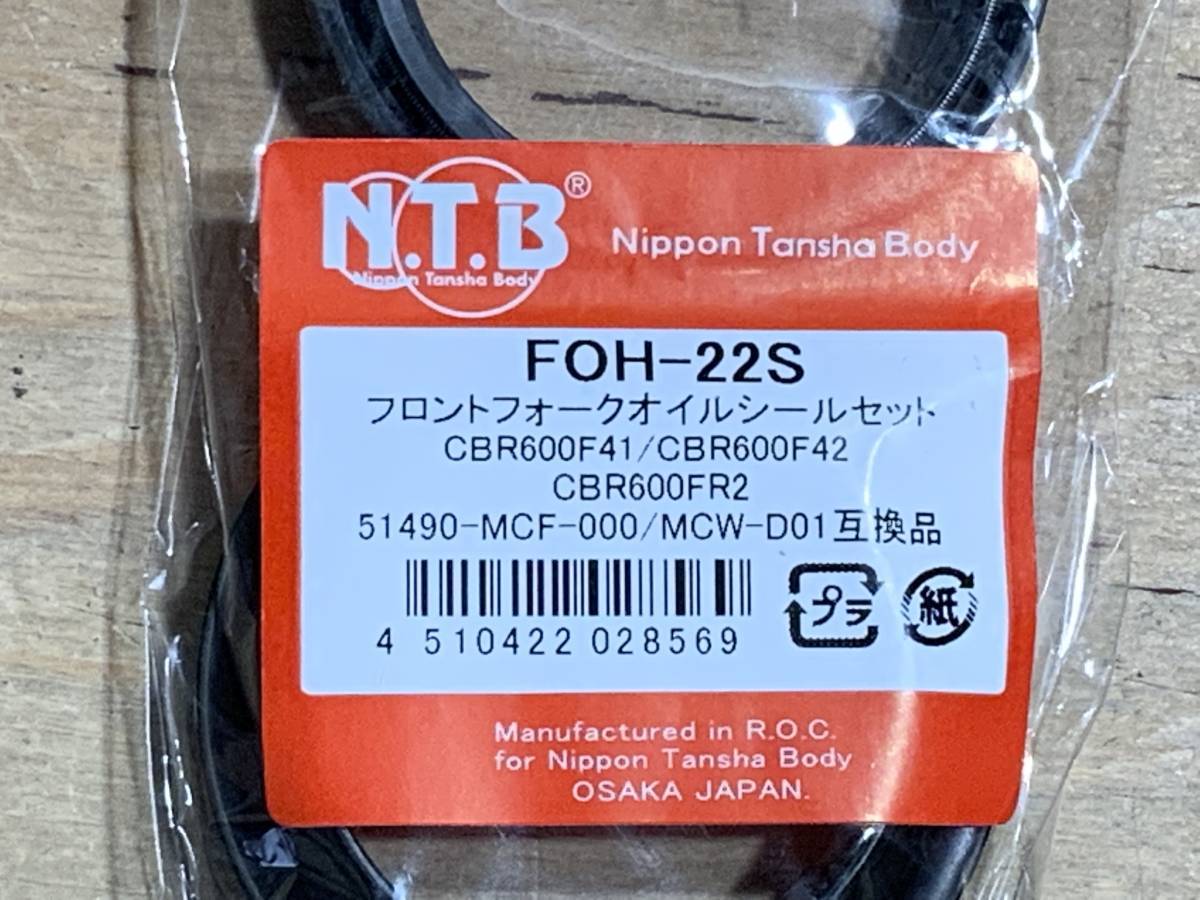 N.T.B®
Nippon Tansha Body
Nippon Tansha Body
FOH-22S
フロントフォークオイルシールセット
CBR600F41/CBR600F42
CBR600FR2
51490-MCF-000/MCW-D01互換品
プラ 紙
4 510422 028569
Manufactured in R.O.C.
for Nippon Tansha Body
OSAKA JAPAN.